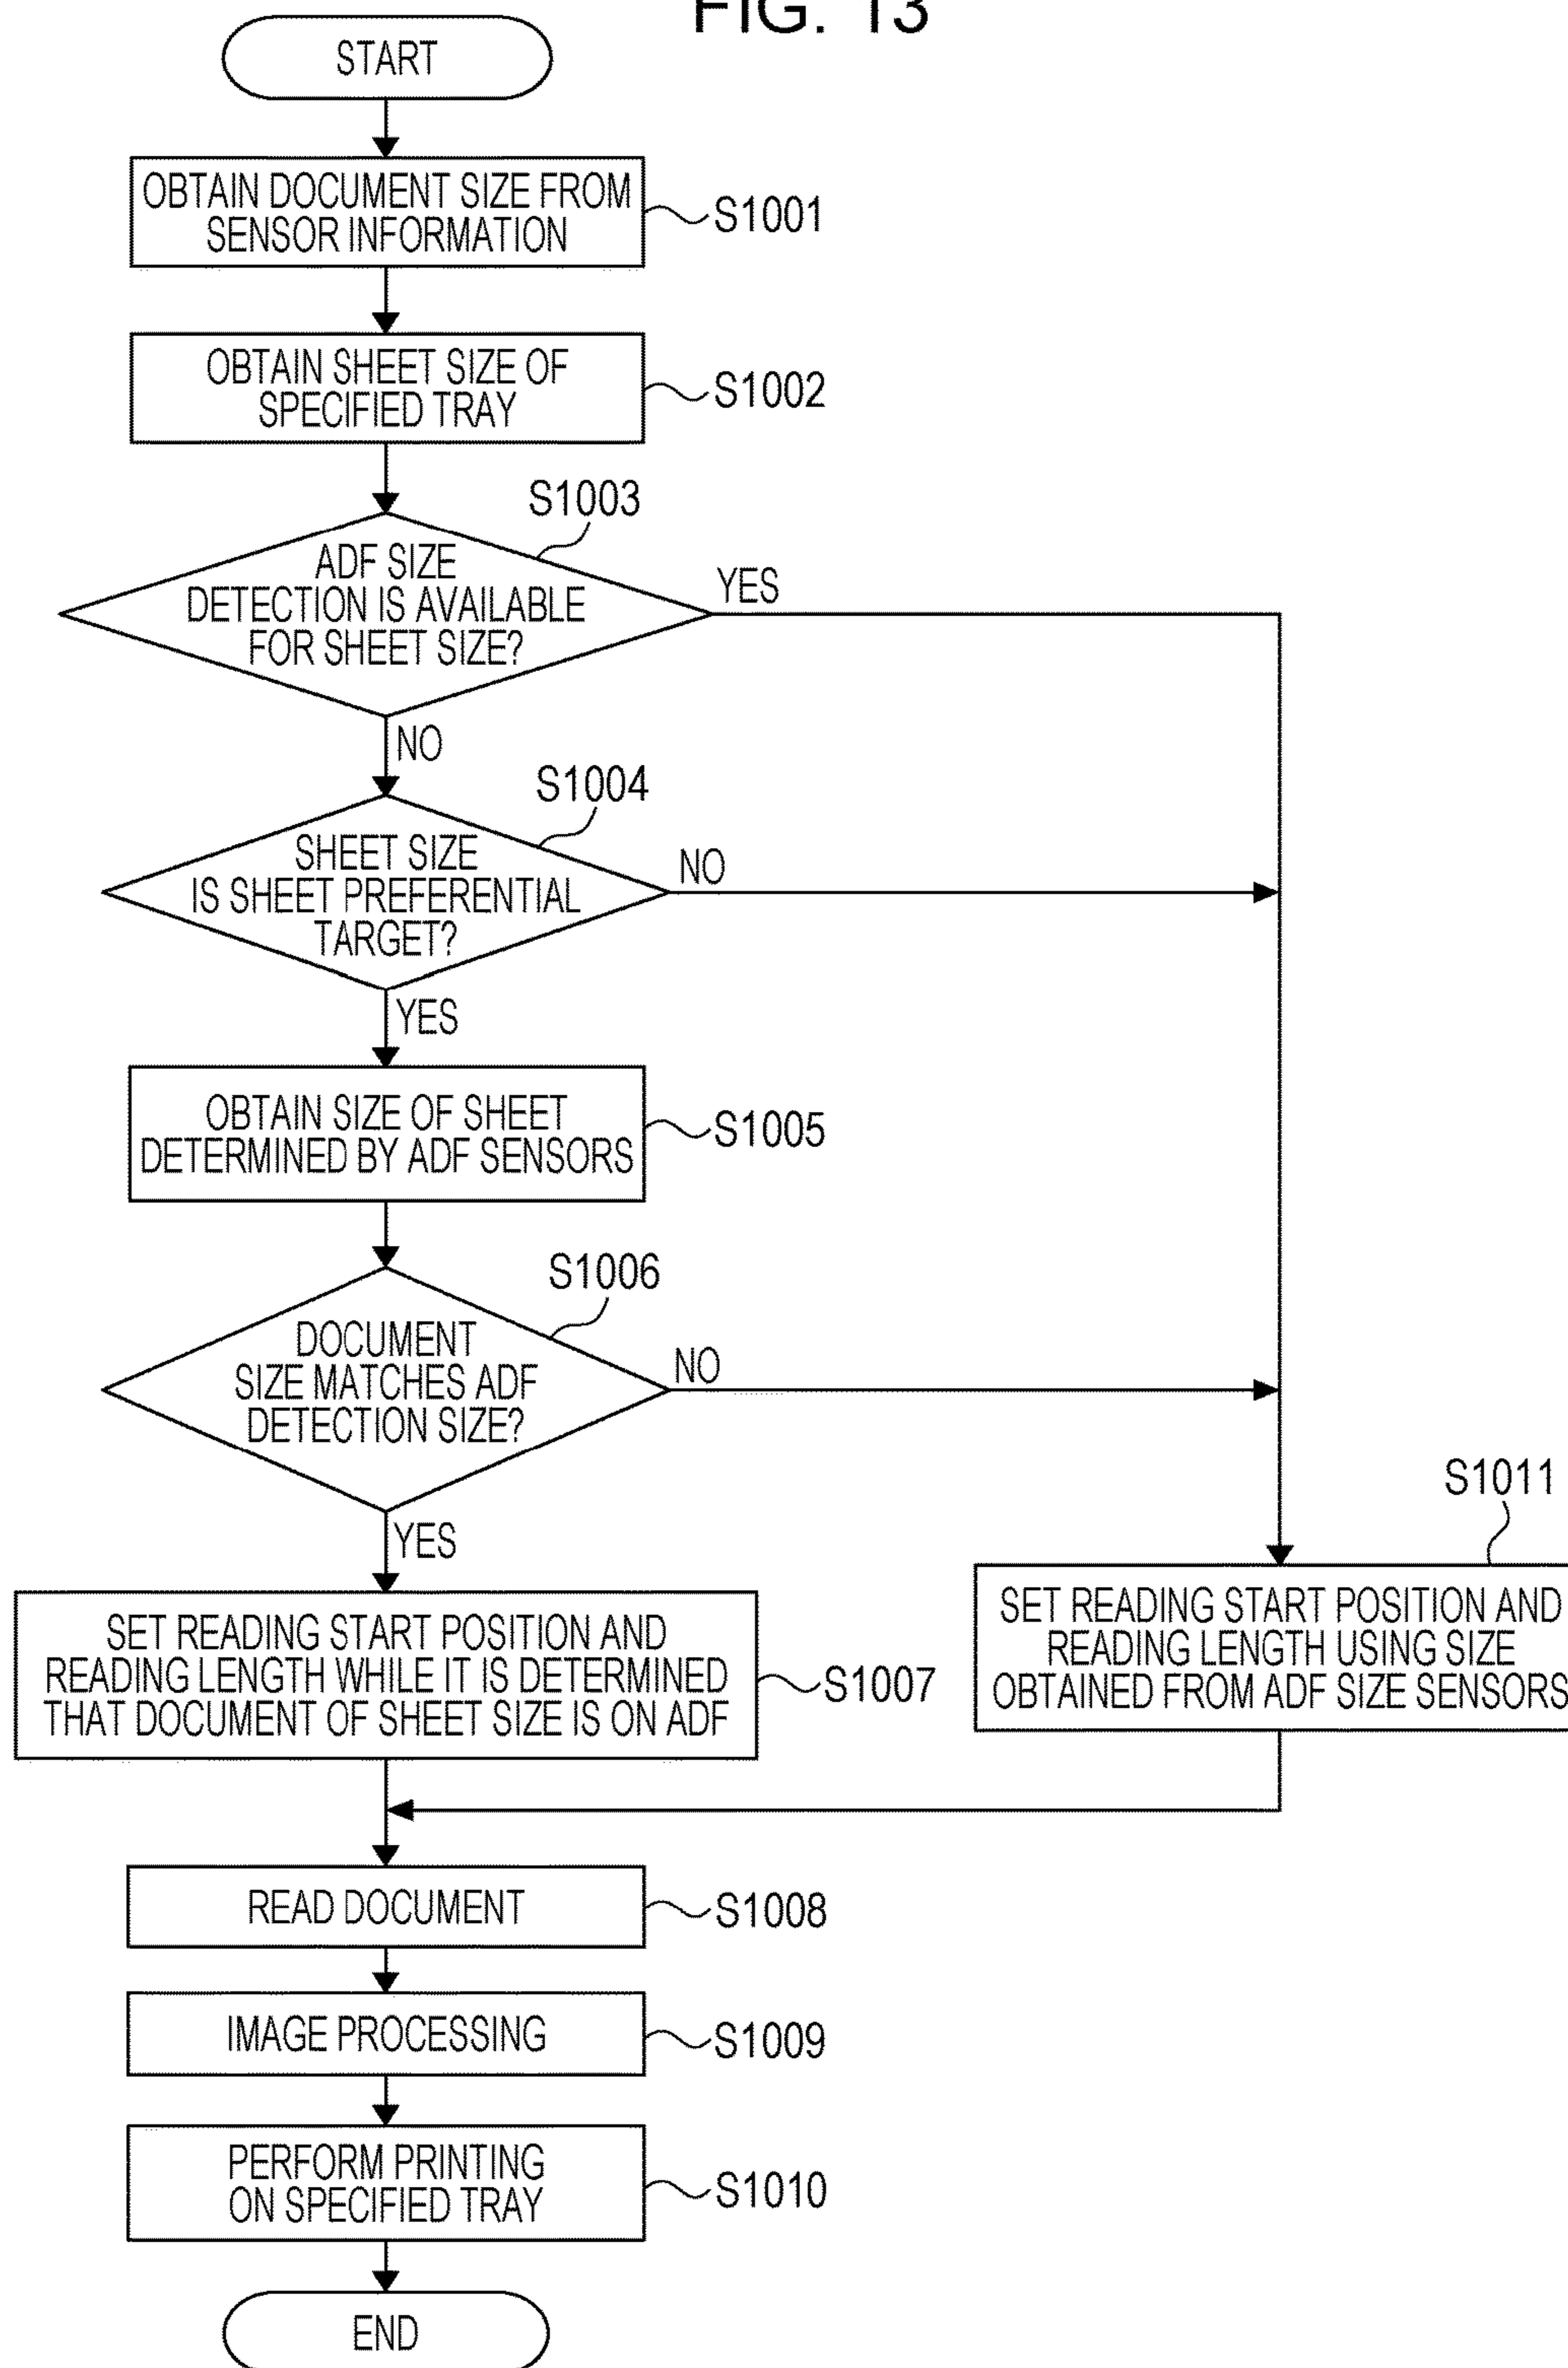 FIG. 13
START
OBTAIN DOCUMENT SIZE FROM
SENSOR INFORMATION
S1001
OBTAIN SHEET SIZE OF
SPECIFIED TRAY
S1002
S1003
ADF SIZE
DETECTION IS AVAILABLE
FOR SHEET SIZE?
YES
NO
S1004
SHEET SIZE
IS SHEET PREFERENTIAL
TARGET?
NO
YES
OBTAIN SIZE OF SHEET
DETERMINED BY ADF SENSORS
S1005
S1006
DOCUMENT
SIZE MATCHES ADF
DETECTION SIZE?
NO
YES
SET READING START POSITION AND
READING LENGTH WHILE IT IS DETERMINED
THAT DOCUMENT OF SHEET SIZE IS ON ADF
S1007
S1011
SET READING START POSITION AND
READING LENGTH USING SIZE
OBTAINED FROM ADF SIZE SENSORS
READ DOCUMENT
S1008
IMAGE PROCESSING
S1009
PERFORM PRINTING
ON SPECIFIED TRAY
S1010
END